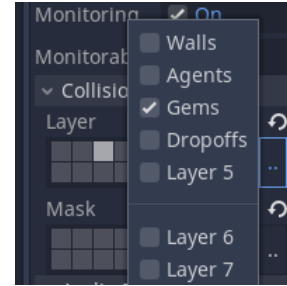 Monitoring
On
Monitorab
Collisio
Layer
Mask
Walls
Agents
Gems
Dropoffs
Layer 5
Layer 6
Layer 7
..
..